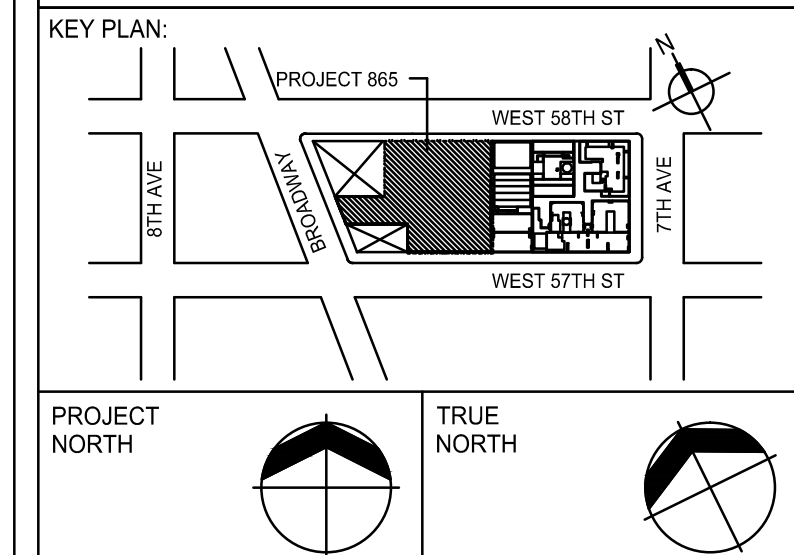 KEY PLAN:
N
PROJECT 865
WEST 58TH ST
8TH AVE
BROADWAY
7TH AVE
WEST 57TH ST
PROJECT
NORTH
TRUE
NORTH